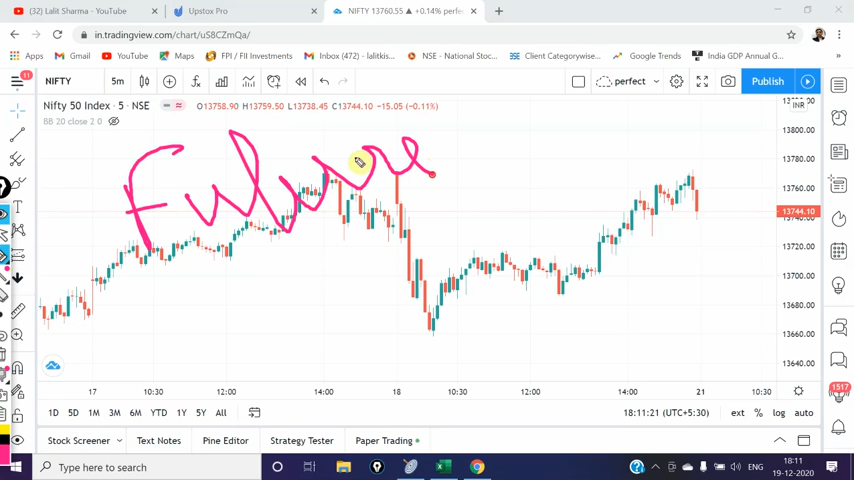 (32) Lalit Sharma - YouTube
Upstox Pro
NIFTY 13760.55 ▲ +0.14% perfec
in.tradingview.com/chart/uS8CZmQa/
Apps
Gmail
YouTube
Maps
FPI / FII Investments
Inbox (472) - lalitkis...
NSE - National Stoc...
Client Categorywise...
Google Trends
India GDP Annual G...
11
NIFTY
5m
perfect
Publish
Nifty 50 Index · 5 · NSE
O13758.90 H13759.50 L13738.45 C13744.10 -15.05 (-0.11%)
BB 20 close 2 0
INR
Future
13800.00
13780.00
13760.00
13744.10
13720.00
13700.00
13680.00
13660.00
13640.00
17
10:30
12:00
14:00
18
10:30
12:00
14:00
21
10:30
1D 5D 1M 3M 6M YTD 1Y 5Y All
18:11:21 (UTC+5:30)
ext % log auto
1517
Stock Screener
Text Notes
Pine Editor
Strategy Tester
Paper Trading
Type here to search
ENG
18:11
19-12-2020